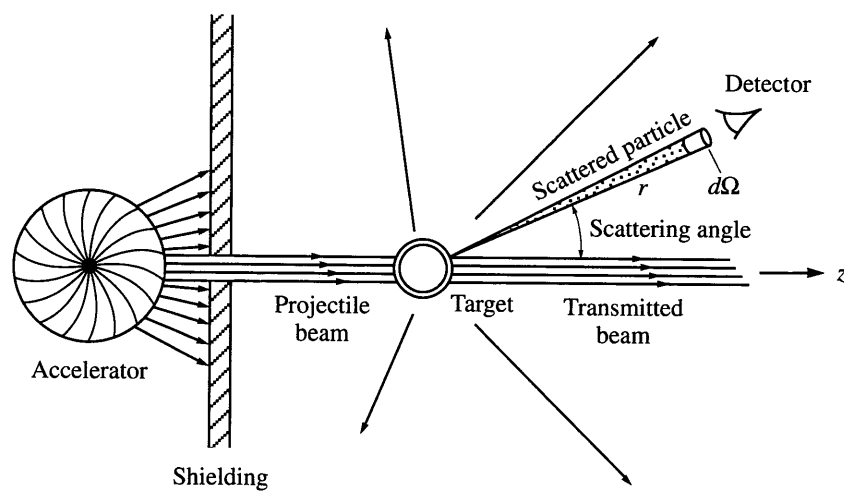 Detector
Scattered particle
r
dΩ
Scattering angle
z
Projectile
beam
Target
Transmitted
beam
Accelerator
Shielding